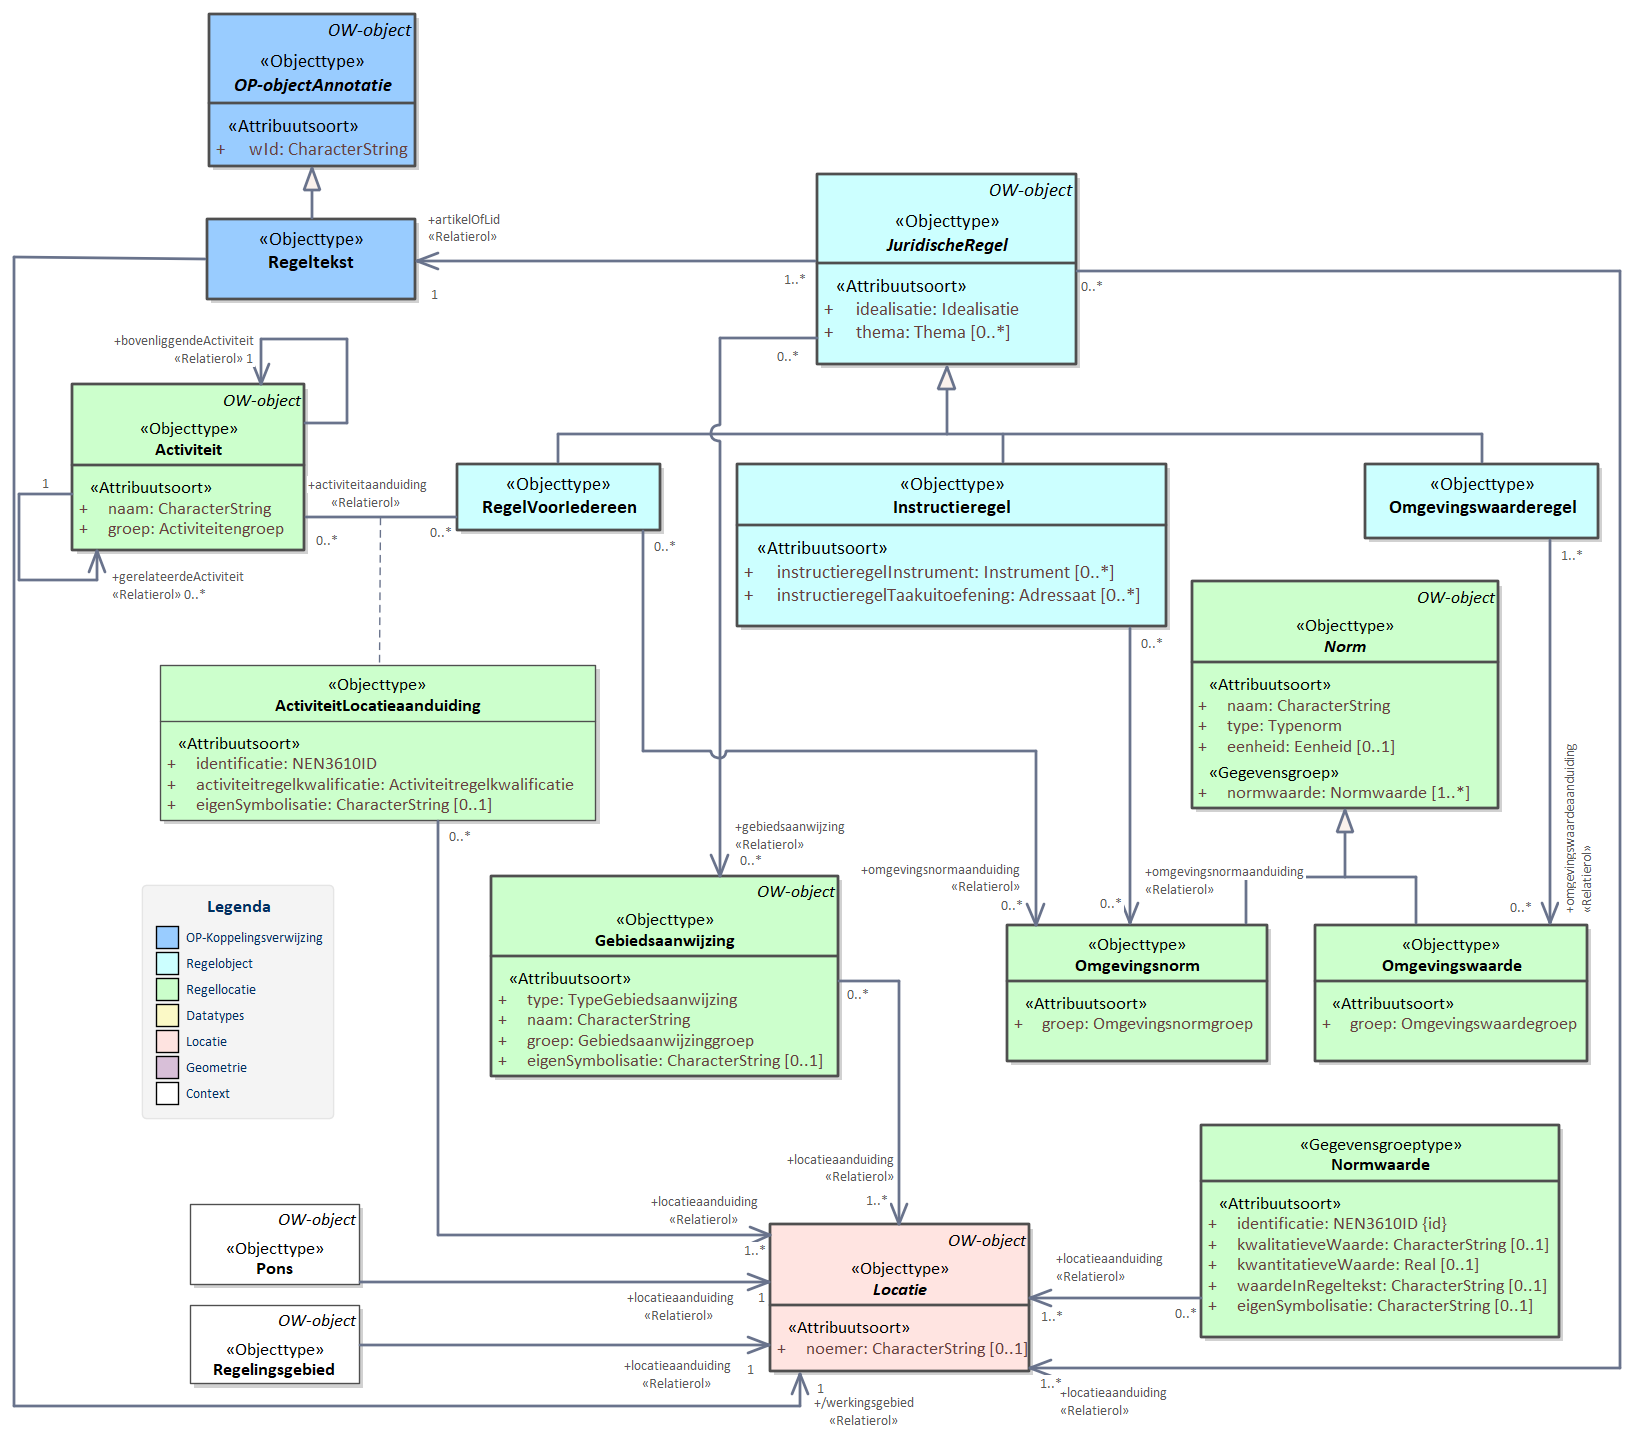 OW-object
«Objecttype»
OP-objectAnnotatie
«Attribuutsoort»
+ wId: CharacterString
«Objecttype»
Regeltekst
+artikelOfLid
«Relatierol»
1
1..*
OW-object
«Objecttype»
JuridischeRegel
«Attribuutsoort»
+ idealisatie: Idealisatie
+ thema: Thema [0..*]
0..*
0..*
+bovenliggendeActiviteit
«Relatierol» 1
OW-object
«Objecttype»
Activiteit
«Attribuutsoort»
+ naam: CharacterString
+ groep: Activiteitengroep
1
+gerelateerdeActiviteit
«Relatierol» 0..*
+activiteitaanduiding
«Relatierol»
0..*
0..*
«Objecttype»
RegelVoorIedereen
0..*
«Objecttype»
Instructieregel
«Attribuutsoort»
+ instructieregelInstrument: Instrument [0..*]
+ instructieregelTaakuitoefening: Adressaat [0..*]
0..*
«Objecttype»
Omgevingswaarderegel
1..*
OW-object
«Objecttype»
Norm
«Attribuutsoort»
+ naam: CharacterString
+ type: Typenorm
+ eenheid: Eenheid [0..1]
«Gegevensgroep»
+ normwaarde: Normwaarde [1..*]
«Objecttype»
ActiviteitLocatieaanduiding
«Attribuutsoort»
+ identificatie: NEN3610ID
+ activiteitregelkwalificatie: Activiteitregelkwalificatie
+ eigenSymbolisatie: CharacterString [0..1]
0..*
+gebiedsaanwijzing
«Relatierol»
0..*
+omgevingsnormaanduiding
«Relatierol»
0..*
+omgevingsnormaanduiding
«Relatierol»
0..*
+omgevingswaardeaanduiding
«Relatierol»
0..*
Legenda
OP-Koppelingsverwijzing
Regelobject
Regellocatie
Datatypes
Locatie
Geometrie
Context
OW-object
«Objecttype»
Gebiedsaanwijzing
«Attribuutsoort»
+ type: TypeGebiedsaanwijzing
+ naam: CharacterString
+ groep: Gebiedsaanwijzinggroep
+ eigenSymbolisatie: CharacterString [0..1]
0..*
«Objecttype»
Omgevingsnorm
«Attribuutsoort»
+ groep: Omgevingsnormgroep
«Objecttype»
Omgevingswaarde
«Attribuutsoort»
+ groep: Omgevingswaardegroep
+locatieaanduiding
«Relatierol»
1..*
+locatieaanduiding
«Relatierol»
1..*
OW-object
«Objecttype»
Pons
+locatieaanduiding
«Relatierol»
1
OW-object
«Objecttype»
Regelingsgebied
+locatieaanduiding
«Relatierol»
1
OW-object
«Objecttype»
Locatie
«Attribuutsoort»
+ noemer: CharacterString [0..1]
+locatieaanduiding
«Relatierol»
1..*
0..*
«Gegevensgroeptype»
Normwaarde
«Attribuutsoort»
+ identificatie: NEN3610ID {id}
+ kwalitatieveWaarde: CharacterString [0..1]
+ kwantitatieveWaarde: Real [0..1]
+ waardeInRegeltekst: CharacterString [0..1]
+ eigenSymbolisatie: CharacterString [0..1]
1
+/werkingsgebied
«Relatierol»
1..*
+locatieaanduiding
«Relatierol»